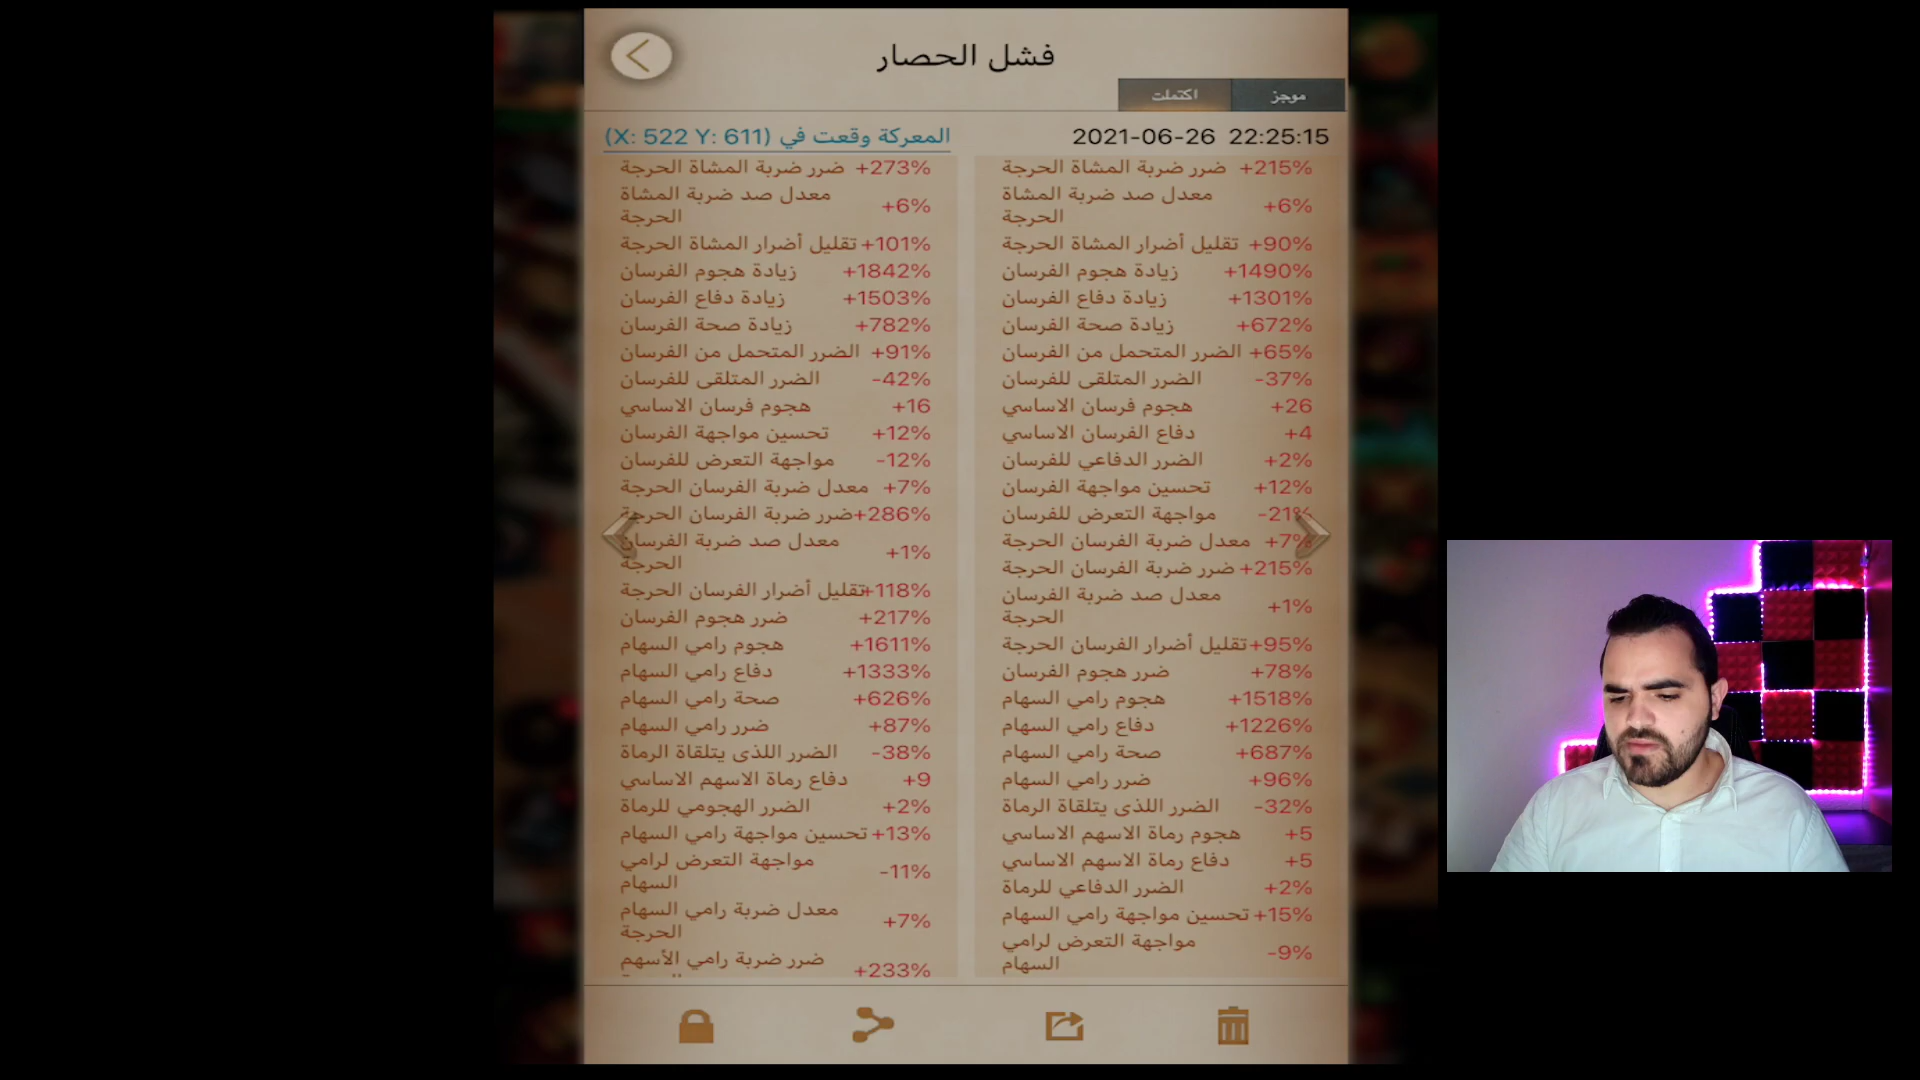 فشل الحصار
موجز
اكتملت
2021-06-26 22:25:15
المعركة وقعت في (X: 522 Y: 611)
ضرر ضربة المشاة الحرجة +273%
معدل صد ضربة المشاة
الحرجة +6%
تقليل أضرار المشاة الحرجة +101%
زيادة هجوم الفرسان +1842%
زيادة دفاع الفرسان +1503%
زيادة صحة الفرسان +782%
الضرر المتحمل من الفرسان +91%
الضرر المتلقى للفرسان -42%
هجوم فرسان الاساسي +16
تحسين مواجهة الفرسان +12%
مواجهة التعرض للفرسان -12%
معدل ضربة الفرسان الحرجة +7%
ضرر ضربة الفرسان الحرجة +286%
معدل صد ضربة الفرسان
الحرجة +1%
تقليل أضرار الفرسان الحرجة +118%
ضرر هجوم الفرسان +217%
هجوم رامي السهام +1611%
دفاع رامي السهام +1333%
صحة رامي السهام +626%
ضرر رامي السهام +87%
الضرر اللذى يتلقاة الرماة -38%
دفاع رماة الاسهم الاساسي +9
الضرر الهجومي للرماة +2%
تحسين مواجهة رامي السهام +13%
مواجهة التعرض لرامي
السهام -11%
معدل ضربة رامي السهام
الحرجة +7%
ضرر ضربة رامي الأسهم +233%
ضرر ضربة المشاة الحرجة +215%
معدل صد ضربة المشاة
الحرجة +6%
تقليل أضرار المشاة الحرجة +90%
زيادة هجوم الفرسان +1490%
زيادة دفاع الفرسان +1301%
زيادة صحة الفرسان +672%
الضرر المتحمل من الفرسان +65%
الضرر المتلقى للفرسان -37%
هجوم فرسان الاساسي +26
دفاع الفرسان الاساسي +4
الضرر الدفاعي للفرسان +2%
تحسين مواجهة الفرسان +12%
مواجهة التعرض للفرسان -21%
معدل ضربة الفرسان الحرجة +7%
ضرر ضربة الفرسان الحرجة +215%
معدل صد ضربة الفرسان
الحرجة +1%
تقليل أضرار الفرسان الحرجة +95%
ضرر هجوم الفرسان +78%
هجوم رامي السهام +1518%
دفاع رامي السهام +1226%
صحة رامي السهام +687%
ضرر رامي السهام +96%
الضرر اللذى يتلقاة الرماة -32%
هجوم رماة الاسهم الاساسي +5
دفاع رماة الاسهم الاساسي +5
الضرر الدفاعي للرماة +2%
تحسين مواجهة رامي السهام +15%
مواجهة التعرض لرامي
السهام -9%